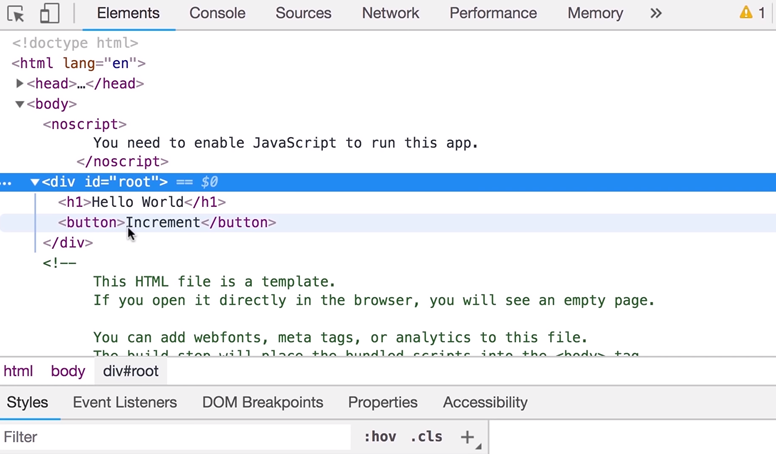 Elements Console Sources Network Performance Memory » 1
<!doctype html>
<html lang="en">
<head>…</head>
<body>
<noscript>
You need to enable JavaScript to run this app.
</noscript>
… <div id="root"> == $0
<h1>Hello World</h1>
<button>Increment</button>
</div>
<!--
This HTML file is a template.
If you open it directly in the browser, you will see an empty page.
You can add webfonts, meta tags, or analytics to this file.
The build step will place the bundled scripts into the <body> tag
html body div#root
Styles Event Listeners DOM Breakpoints Properties Accessibility
Filter :hov .cls +